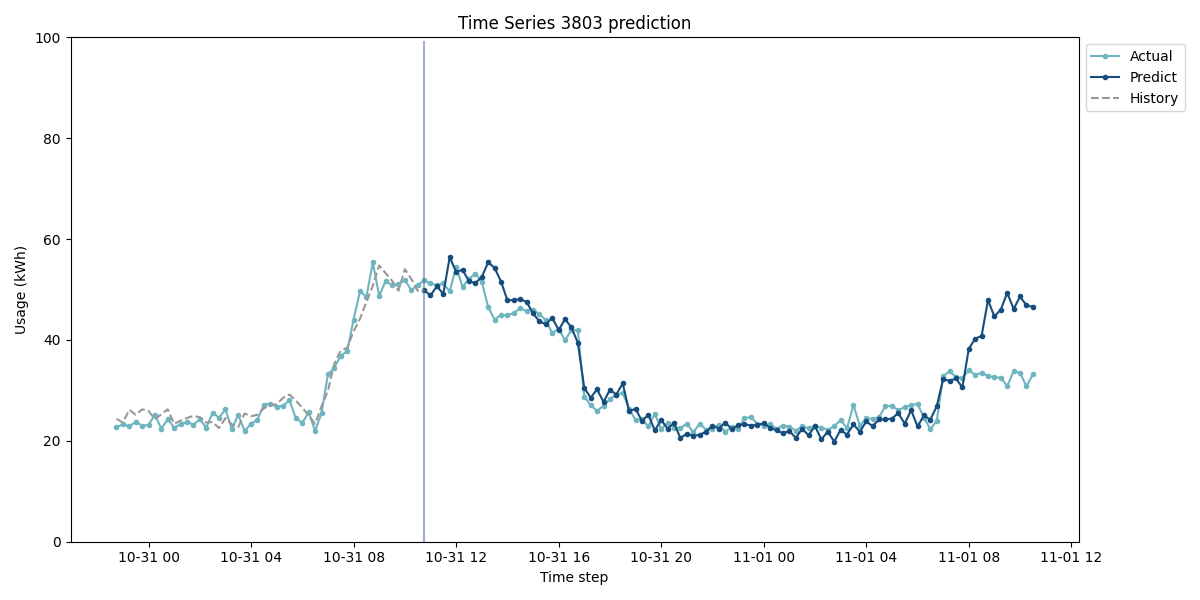 Time Series 3803 prediction
100
80
60
40
20
0
Usage (kWh)
10-31 00
10-31 04
10-31 08
10-31 12
10-31 16
10-31 20
11-01 00
11-01 04
11-01 08
11-01 12
Time step
Actual
Predict
History